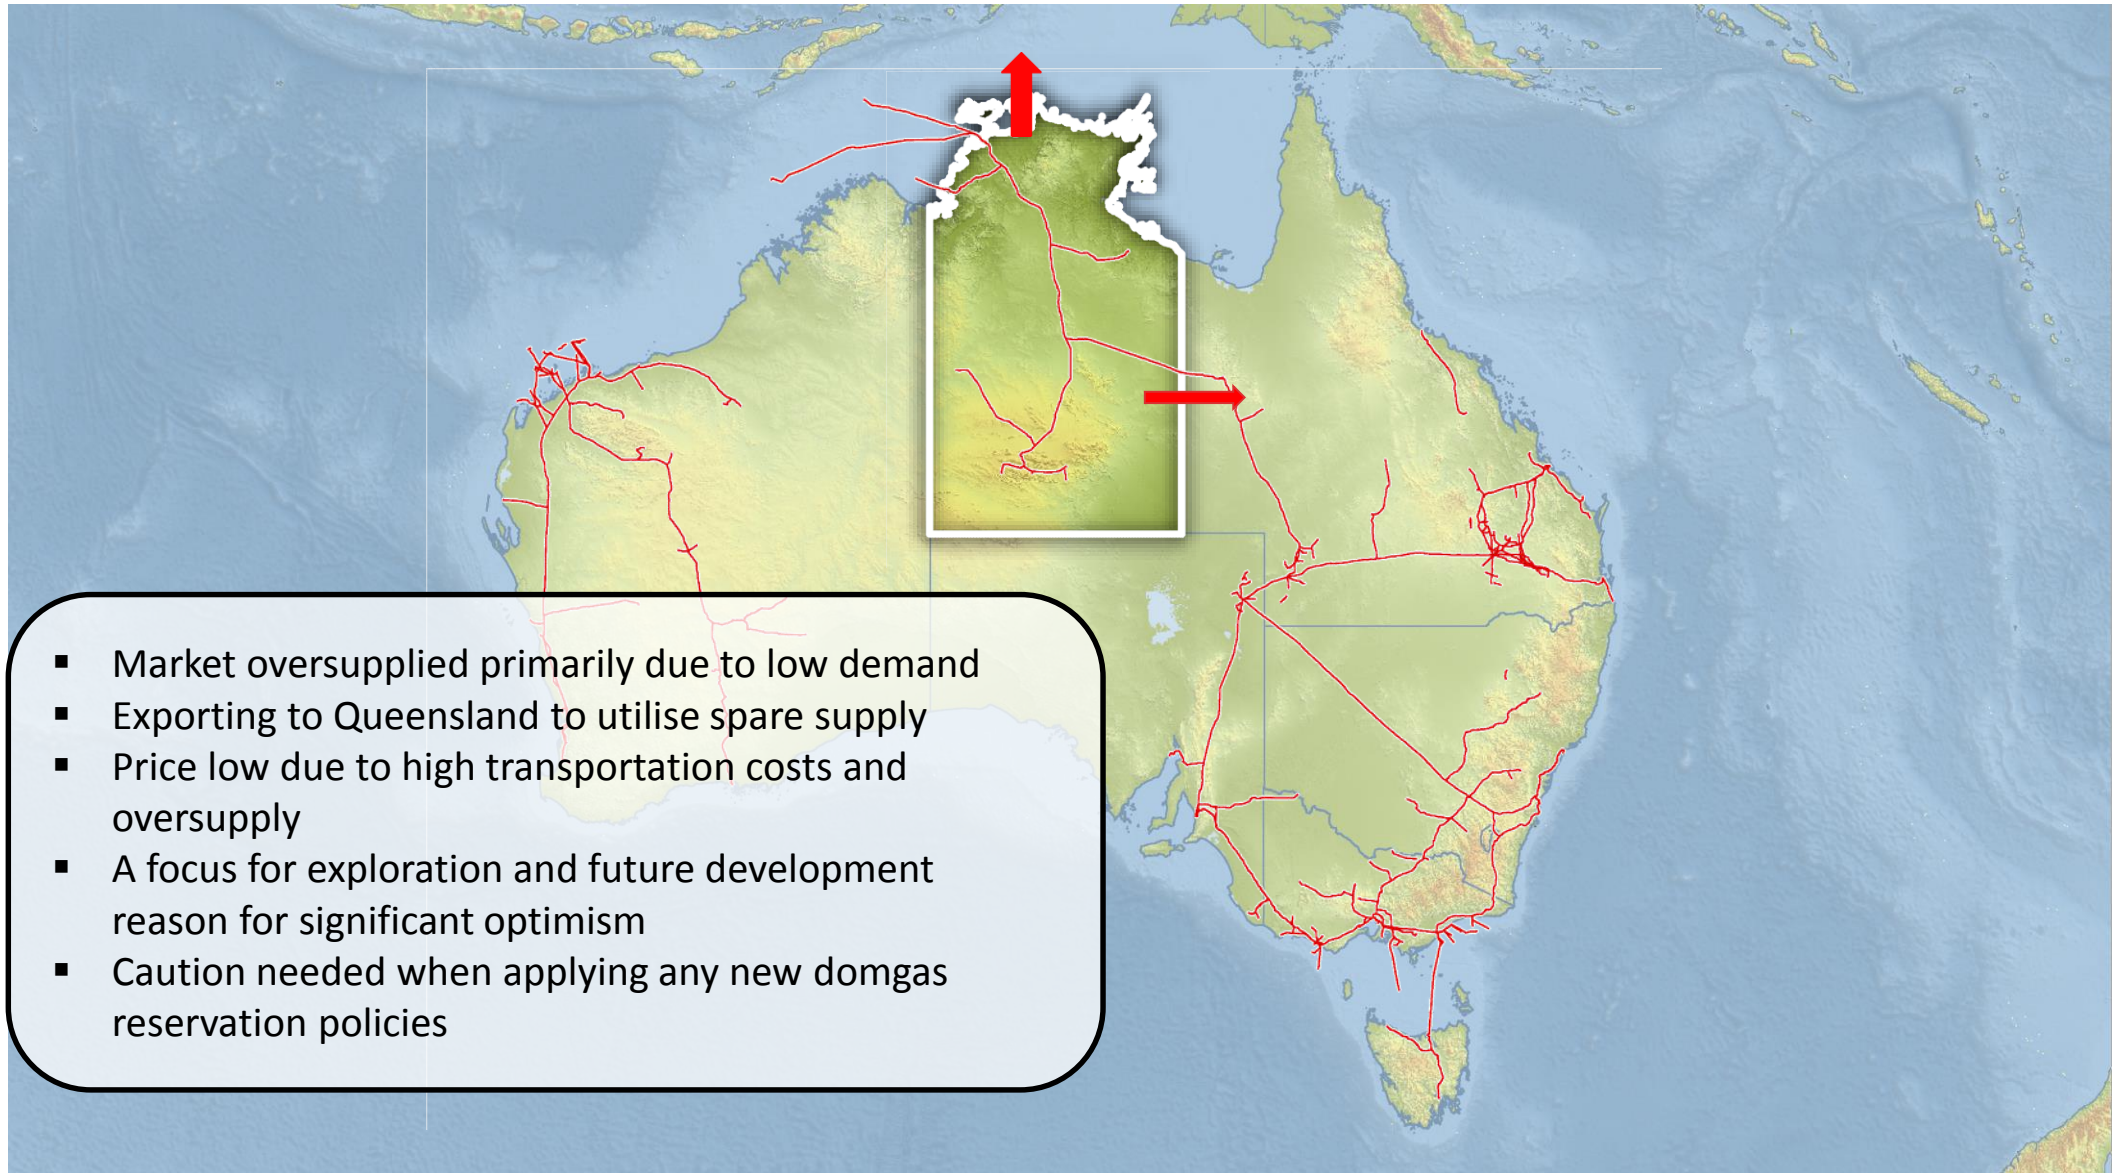 ▪ Market oversupplied primarily due to low demand
▪ Exporting to Queensland to utilise spare supply
▪ Price low due to high transportation costs and
oversupply
▪ A focus for exploration and future development
reason for significant optimism
▪ Caution needed when applying any new domgas
reservation policies